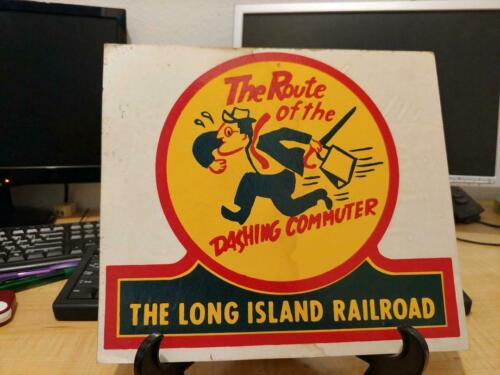 The Route
of the
DASHING COMMUTER
THE LONG ISLAND RAILROAD